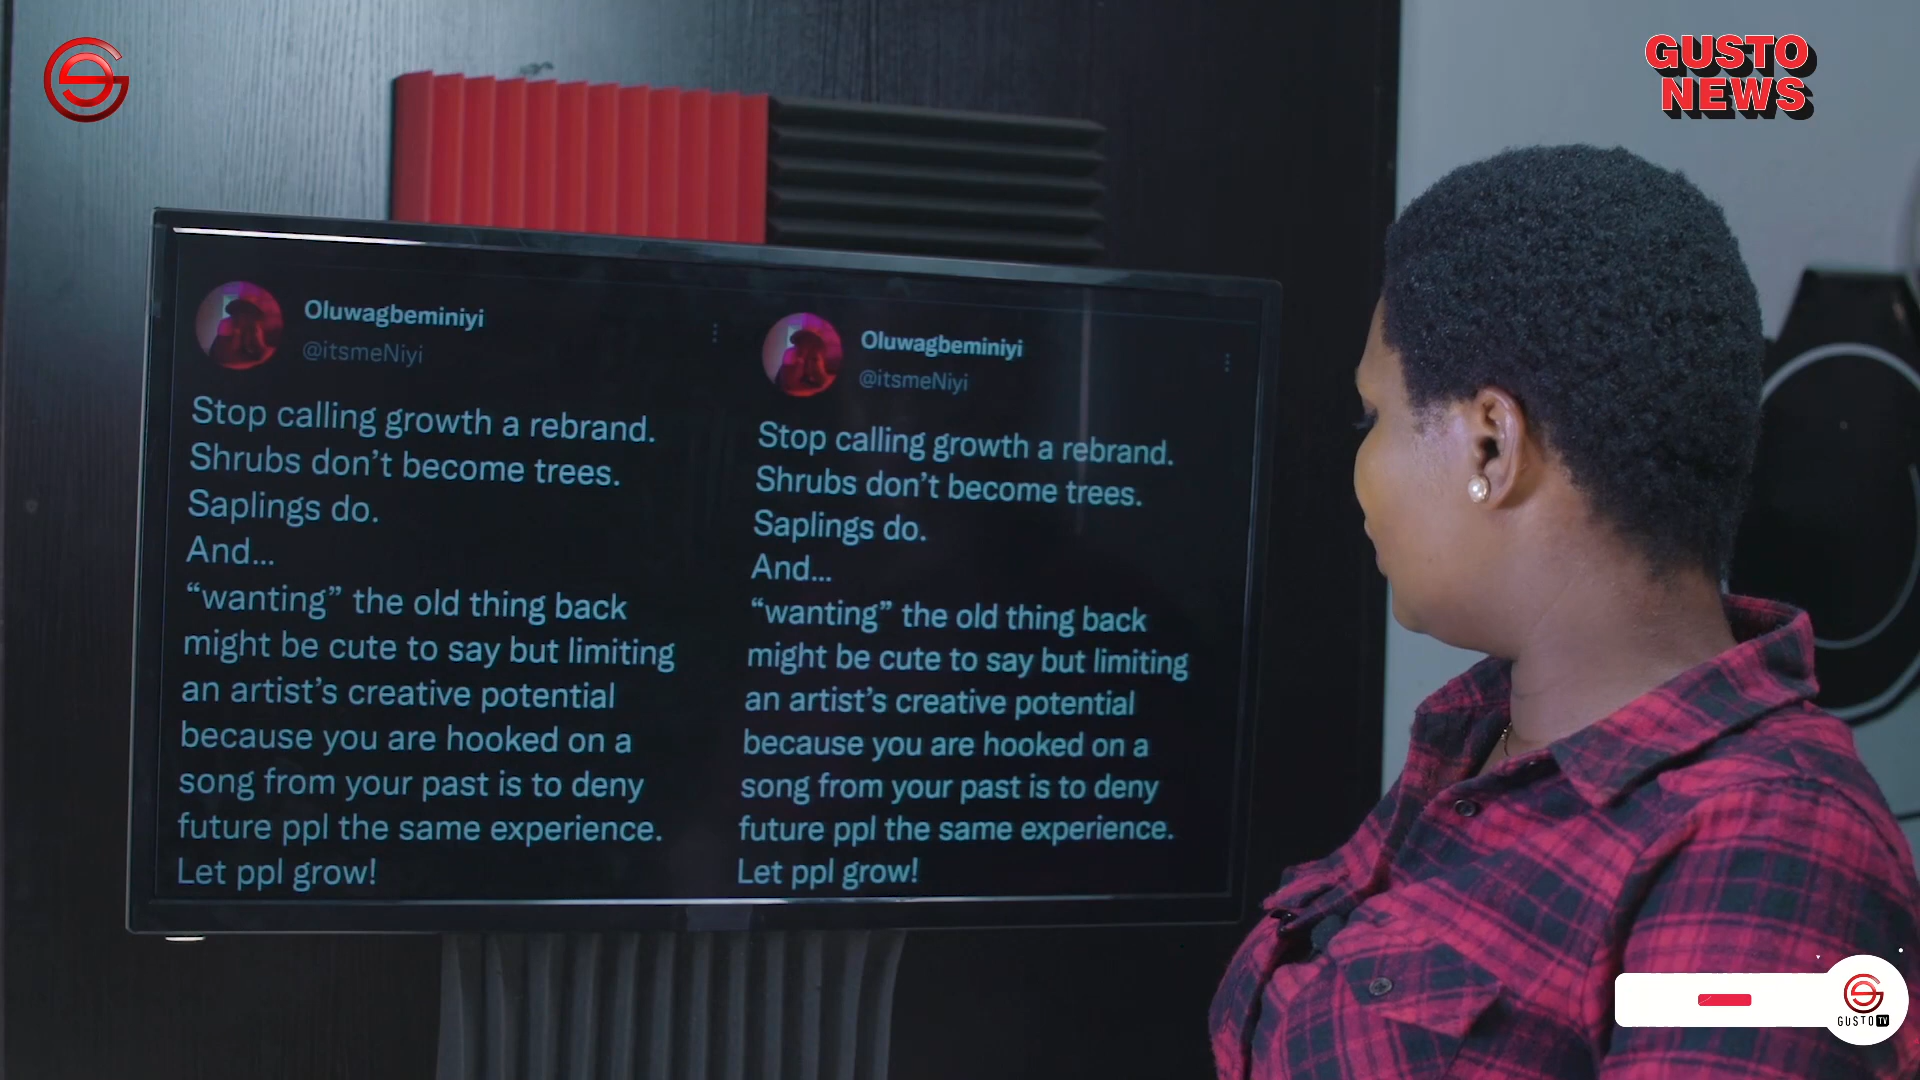 GUSTO
NEWS
Oluwagbeminiyi
@itsmeNiyi
Stop calling growth a rebrand.
Shrubs don't become trees.
Saplings do.
And...
“wanting” the old thing back
might be cute to say but limiting
an artist's creative potential
because you are hooked on a
song from your past is to deny
future ppl the same experience.
Let ppl grow!
Oluwagbeminiyi
@itsmeNiyi
Stop calling growth a rebrand.
Shrubs don't become trees.
Saplings do.
And...
“wanting” the old thing back
might be cute to say but limiting
an artist's creative potential
because you are hooked on a
song from your past is to deny
future ppl the same experience.
Let ppl grow!
GUSTO TV